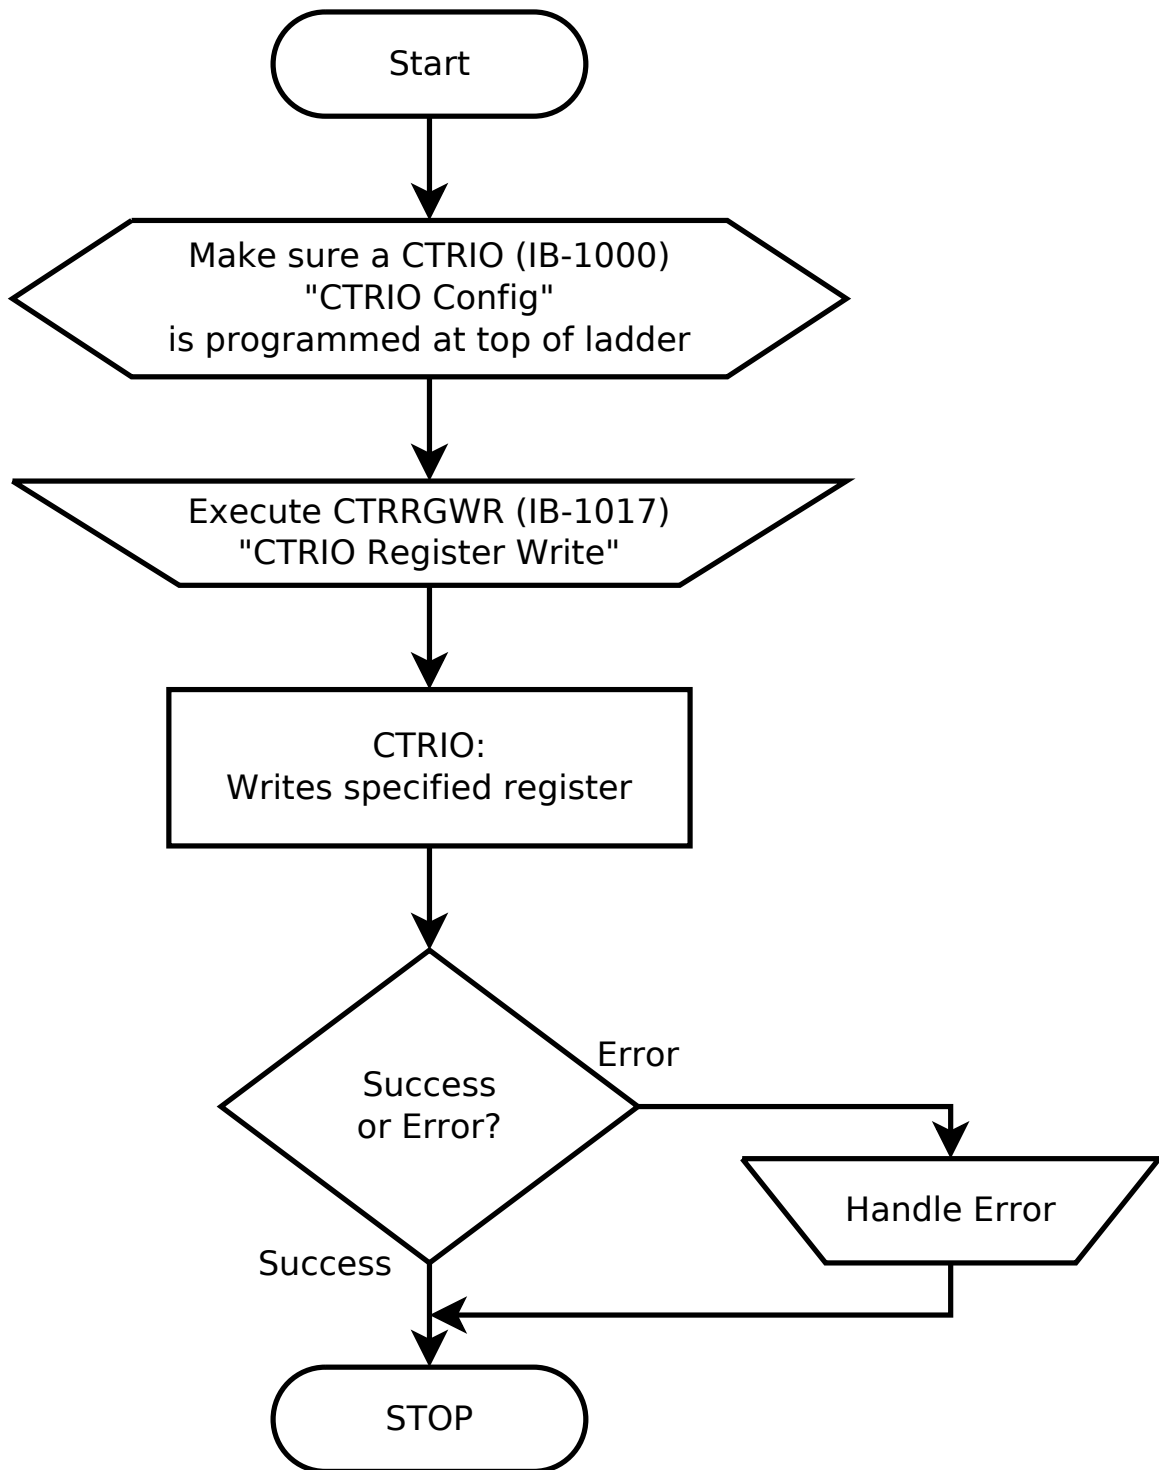 Start
Make sure a CTRIO (IB-1000)
"CTRIO Config"
is programmed at top of ladder
Execute CTRRGWR (IB-1017)
"CTRIO Register Write"
CTRIO:
Writes specified register
Success
or Error?
Error
Handle Error
Success
STOP